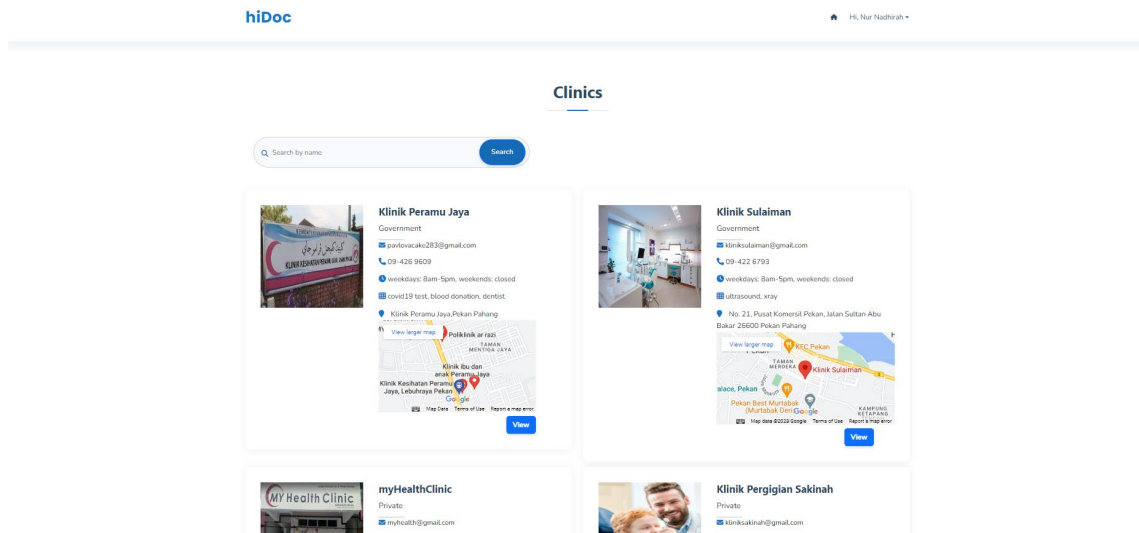 hiDoc
Hi, Nur Nadhirah
Clinics
Search by name
Search
Klinik Peramu Jaya
Government
pavlovacake283@gmail.com
09-426 9609
weekdays: 8am-5pm, weekends: closed
covid19 test, blood donation, dentist
Klinik Peramu Jaya,Pekan Pahang
View larger map
Poliklinik ar razi
TAMAN
MENTIGA JAYA
Klinik ibu dan
anak Peramu Jaya
Klinik Kesihatan Peramu
Jaya, Lebuhraya Pekan
Google
Map Data Terms of Use Report a map error
View
Klinik Sulaiman
Government
kliniksulaiman@gmail.com
09-422 6793
weekdays: 8am-5pm, weekends: closed
ultrasound, xray
No. 21, Pusat Komersil Pekan, Jalan Sultan Abu
Bakar 26600 Pekan Pahang
View larger map
KFC Pekan
Pekan
TAMAN
MERDEKA
Klinik Sulaiman
alace, Pekan
Pekan Best Murtabak
(Murtabak Deri
Google
KAMPUNG
KETAPANG
Map data ©2023 Google Terms of Use Report a map error
View
MY Health Clinic
myHealthClinic
Private
myhealth@gmail.com
Klinik Pergigian Sakinah
Private
kliniksakinah@gmail.com